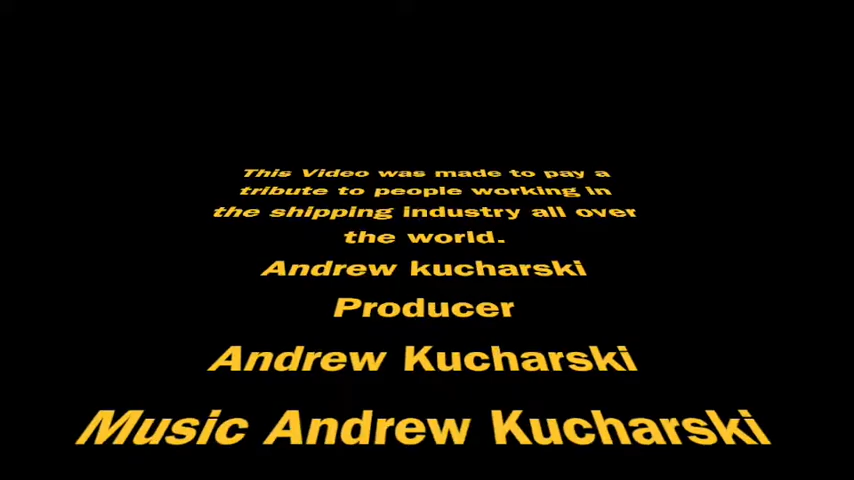 This Video was made to pay a
tribute to people working in
the shipping industry all over
the world.
Andrew kucharski
Producer
Andrew Kucharski
Music Andrew Kucharski